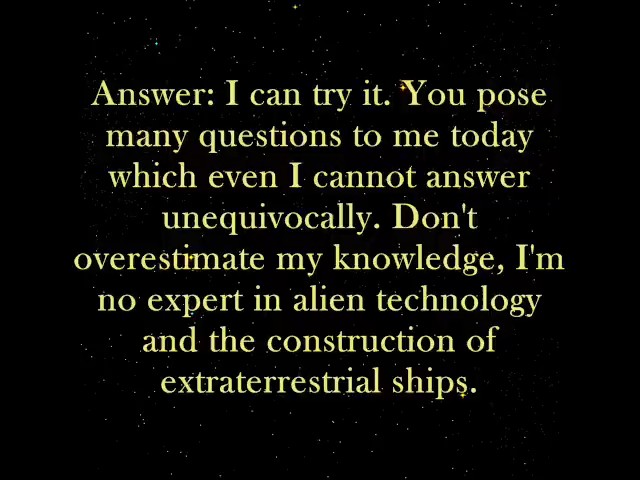 Answer: I can try it. You pose
many questions to me today
which even I cannot answer
unequivocally. Don't
overestimate my knowledge, I'm
no expert in alien technology
and the construction of
extraterrestrial ships.